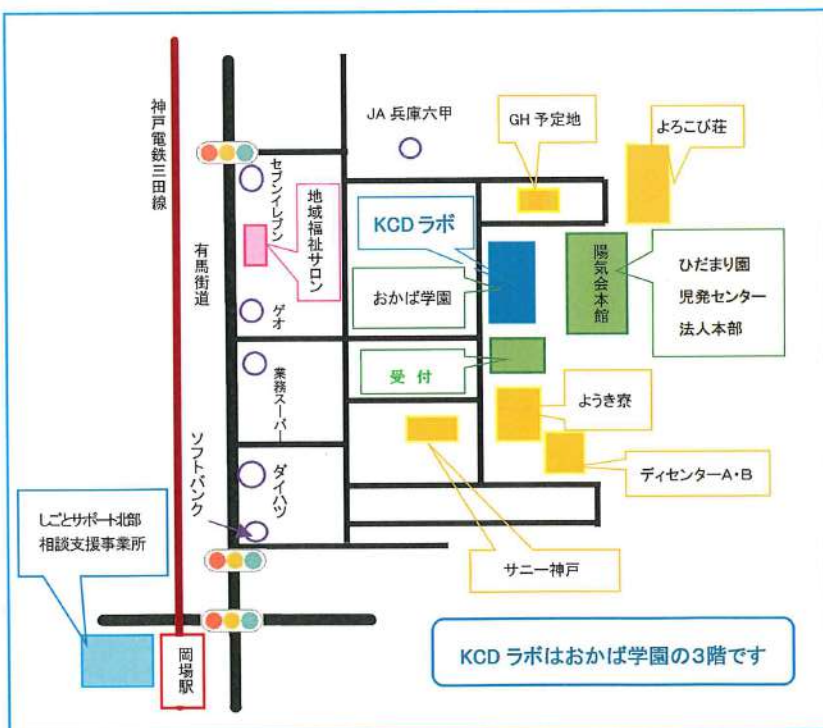 神戸電鉄三田線
有馬街道
JA 兵庫六甲
GH 予定地
よろこび荘
セブンイレブン
地域福祉サロン
KCD ラボ
おかば学園
陽気会本館
ひだまり園
児発センター
法人本部
ゲオ
業務スーパー
受付
ようき寮
ディセンターA・B
ソフトバンク
ダイハツ
しごとサポート北部
相談支援事業所
サニー神戸
岡場駅
KCD ラボはおかば学園の3階です